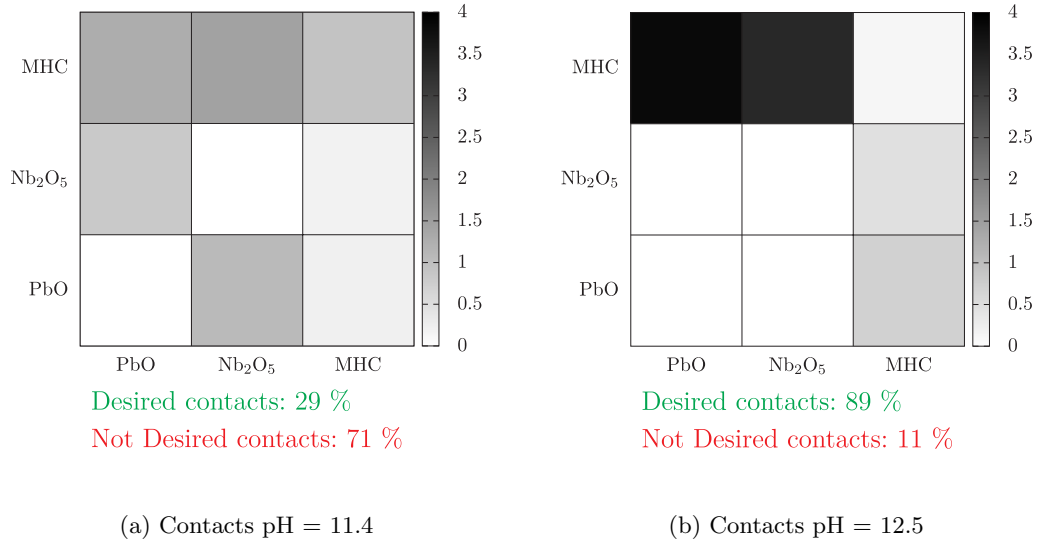 MHC
Nb₂O₅
PbO
PbO Nb₂O₅ MHC
4
3.5
3
2.5
2
1.5
1
0.5
0
Desired contacts: 29 %
Not Desired contacts: 71 %
(a) Contacts pH = 11.4
MHC
Nb₂O₅
PbO
PbO Nb₂O₅ MHC
4
3.5
3
2.5
2
1.5
1
0.5
0
Desired contacts: 89 %
Not Desired contacts: 11 %
(b) Contacts pH = 12.5